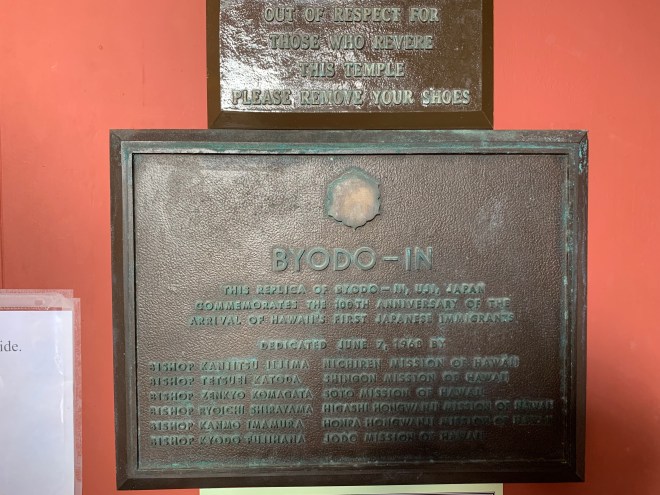 OUT OF RESPECT FOR
THOSE WHO REVERE
THIS TEMPLE
PLEASE REMOVE YOUR SHOES
BYODO-IN
THIS REPLICA OF BYODO-IN, UJI, JAPAN
COMMEMORATES THE 100TH ANNIVERSARY OF THE
ARRIVAL OF HAWAII'S FIRST JAPANESE IMMIGRANTS
DEDICATED JUNE 7, 1968 BY
BISHOP KANJITSU IIJIMA NICHIREN MISSION OF HAWAII
BISHOP TETSUEI KATODA SHINGON MISSION OF HAWAII
BISHOP ZENKYO KOMAGATA SOTO MISSION OF HAWAII
BISHOP RYOICHI SHIRAYAMA HIGASHI HONGWANJI MISSION OF HAWAII
BISHOP KANMO IMAMURA HONPA HONGWANJI MISSION OF HAWAII
BISHOP KYODO FUJIHANA JODO MISSION OF HAWAII
ide.